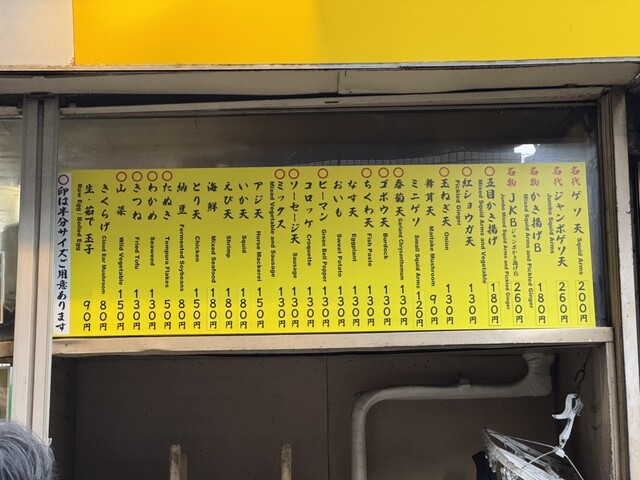 名代 ゲソ天 Squid Arms 200円
名代 ジャンボゲソ天 Jumbo Squid Arms 260円
名物 かき揚げB Mixed Squid Arms and Pickled Ginger 180円
名物 JKB ジャンボかき揚げB Jumbo Mixed Squid Arms and Pickled Ginger 260円
○五目かき揚げ Mixed Squid Arms and Vegetable 180円
○紅ショウガ天 Pickled Ginger 130円
○玉ねぎ天 Onion 130円
舞茸天 Maitake Mushroom 90円
ミニゲソ Small Squid Arms 120円
○春菊天 Garland Chrysanthemum 130円
○ゴボウ天 Burdock 130円
○ちくわ天 Fish Paste 130円
なす天 Eggplant 130円
おいも Sweet Potato 130円
○ピーマン Green Bell Pepper 130円
コロッケ Croquette 130円
○ソーセージ天 Sausage 130円
○ミックス Mixed Vegetable and Sausage 130円
アジ天 Horse Mackerel 150円
いか天 Squid 180円
えび天 Shrimp 180円
海鮮 Mixed Seafood 180円
とり天 Chicken 150円
納豆 Fermented Soybeans 80円
○たぬき Tempura Flakes 50円
○わかめ Seaweed 130円
○きつね Fried Tofu 130円
○山菜 Wild Vegetable 150円
きくらげ Cloud Ear Mushroom 80円
生・茹で玉子 Raw Egg / Boiled Egg 90円
○印は半分サイズご用意あります